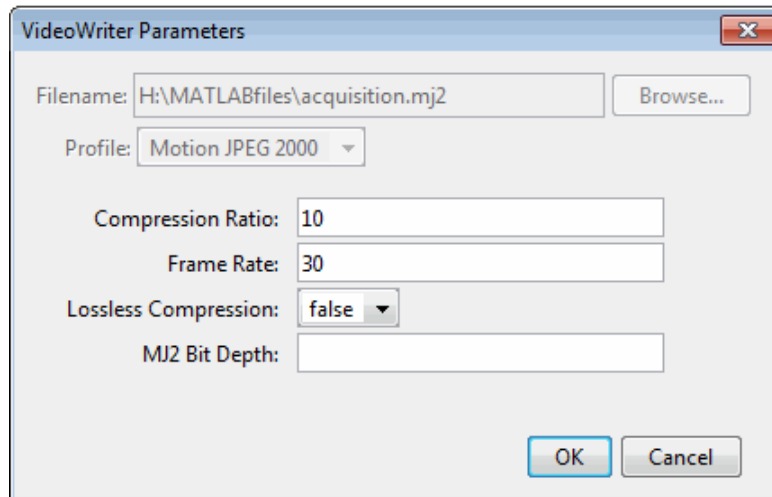 VideoWriter Parameters
Filename: H:\MATLABfiles\acquisition.mj2 Browse...
Profile: Motion JPEG 2000
Compression Ratio: 10
Frame Rate: 30
Lossless Compression: false
MJ2 Bit Depth:
OK Cancel